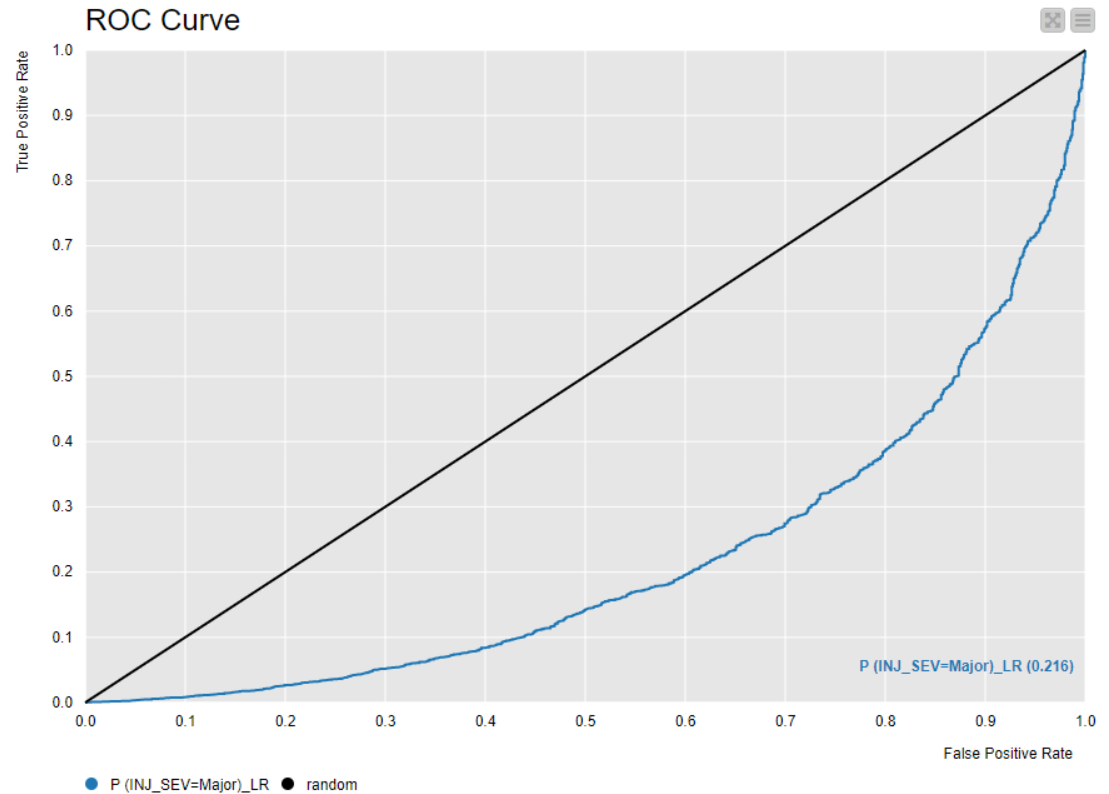 ROC Curve
True Positive Rate
1.0
0.9
0.8
0.7
0.6
0.5
0.4
0.3
0.2
0.1
0.0
P (INJ_SEV=Major)_LR (0.216)
0.0 0.1 0.2 0.3 0.4 0.5 0.6 0.7 0.8 0.9 1.0
False Positive Rate
P (INJ_SEV=Major)_LR random